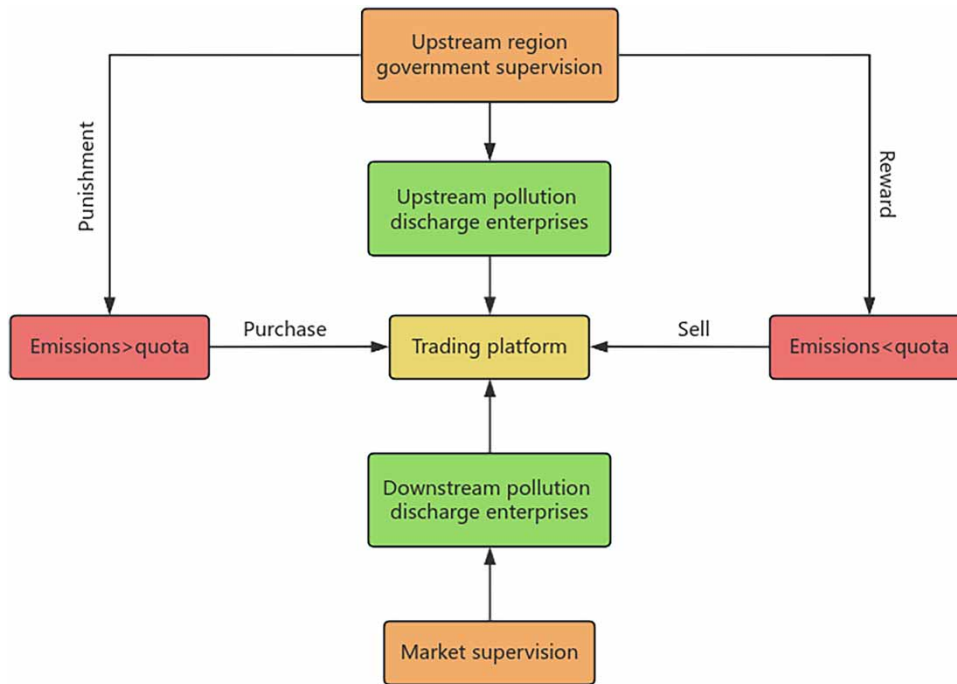 Upstream region
government supervision
Punishment
Reward
Upstream pollution
discharge enterprises
Emissions>quota
Purchase
Trading platform
Sell
Emissions<quota
Downstream pollution
discharge enterprises
Market supervision